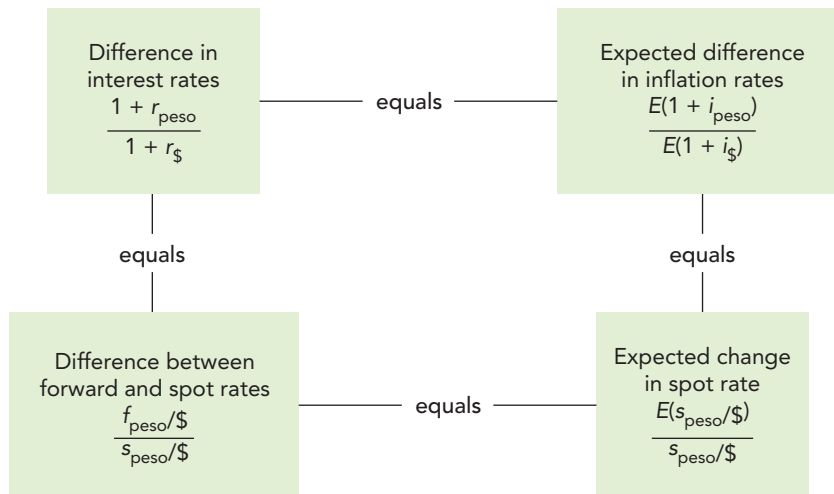 Difference in
interest rates
1 + r_peso
1 + r_$
equals
Expected difference
in inflation rates
E(1 + i_peso)
E(1 + i_$)
equals
equals
Difference between
forward and spot rates
f_peso/$
s_peso/$
equals
Expected change
in spot rate
E(s_peso/$)
s_peso/$